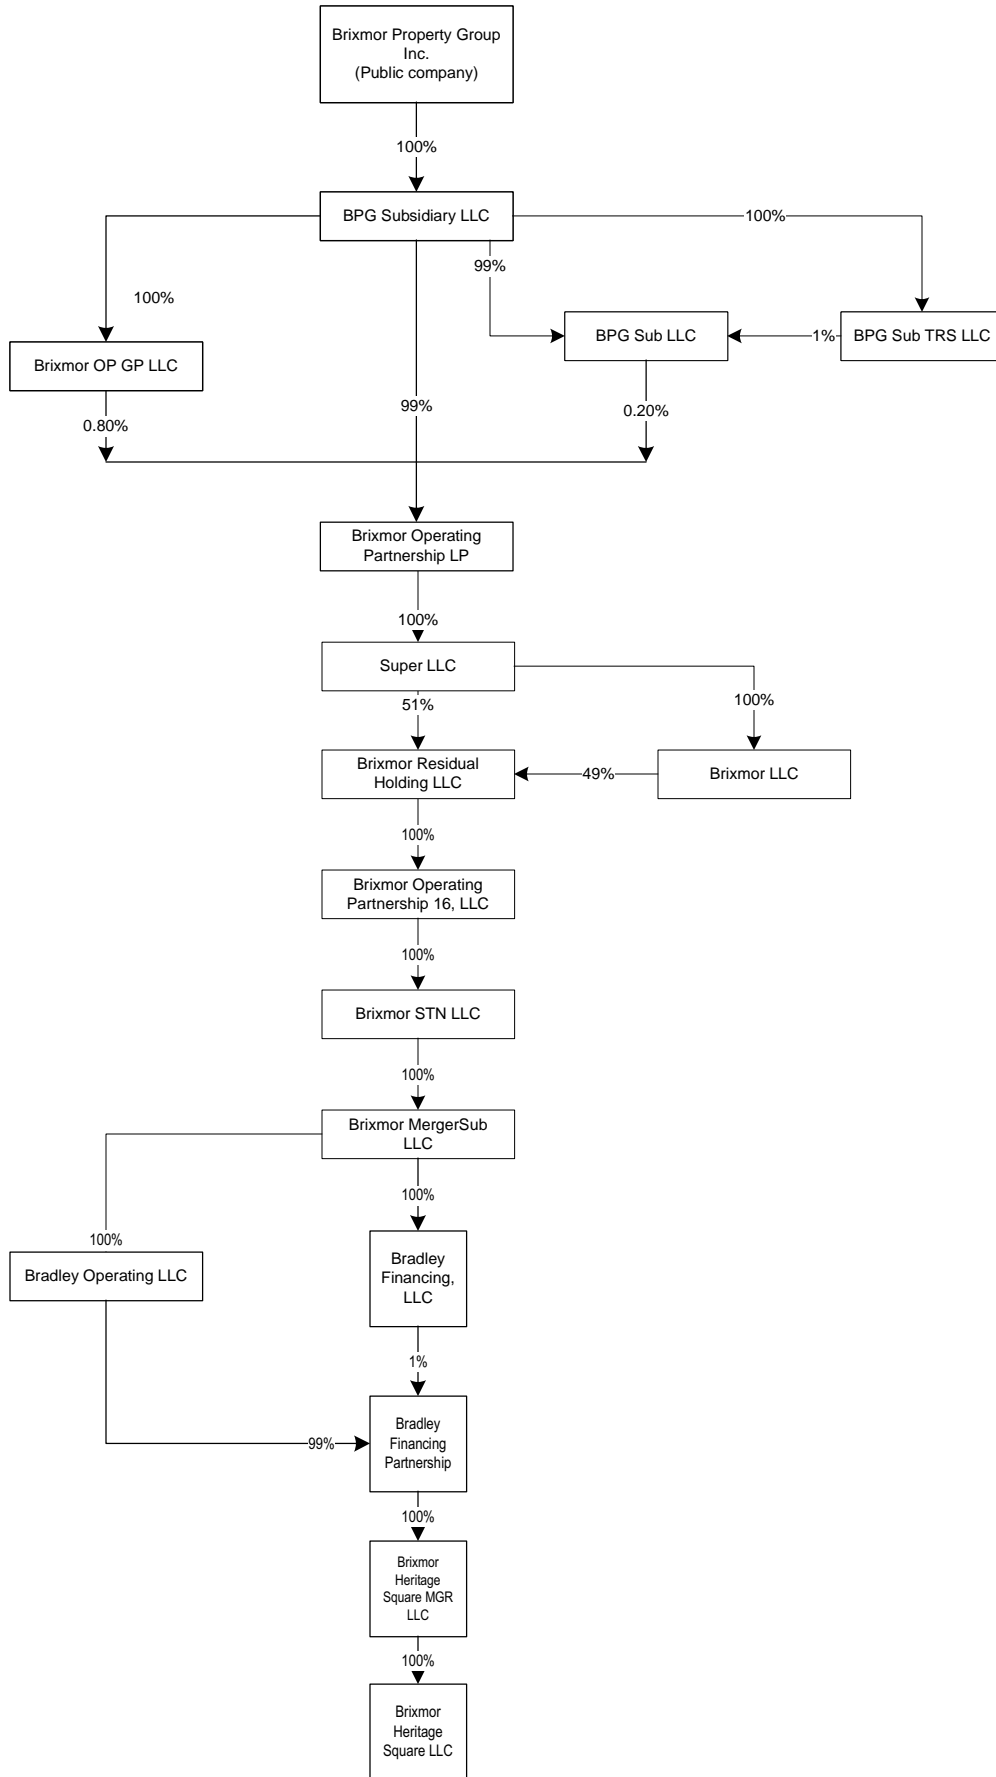 Brixmor Property Group
Inc.
(Public company)
100%
BPG Subsidiary LLC
100%
99%
100%
BPG Sub LLC
1%
BPG Sub TRS LLC
Brixmor OP GP LLC
99%
0.80%
0.20%
Brixmor Operating
Partnership LP
100%
Super LLC
51%
100%
Brixmor Residual
Holding LLC
49%
Brixmor LLC
100%
Brixmor Operating
Partnership 16, LLC
100%
Brixmor STN LLC
100%
Brixmor MergerSub
LLC
100%
100%
Bradley Operating LLC
Bradley
Financing,
LLC
1%
99%
Bradley
Financing
Partnership
100%
Brixmor
Heritage
Square MGR
LLC
100%
Brixmor
Heritage
Square LLC